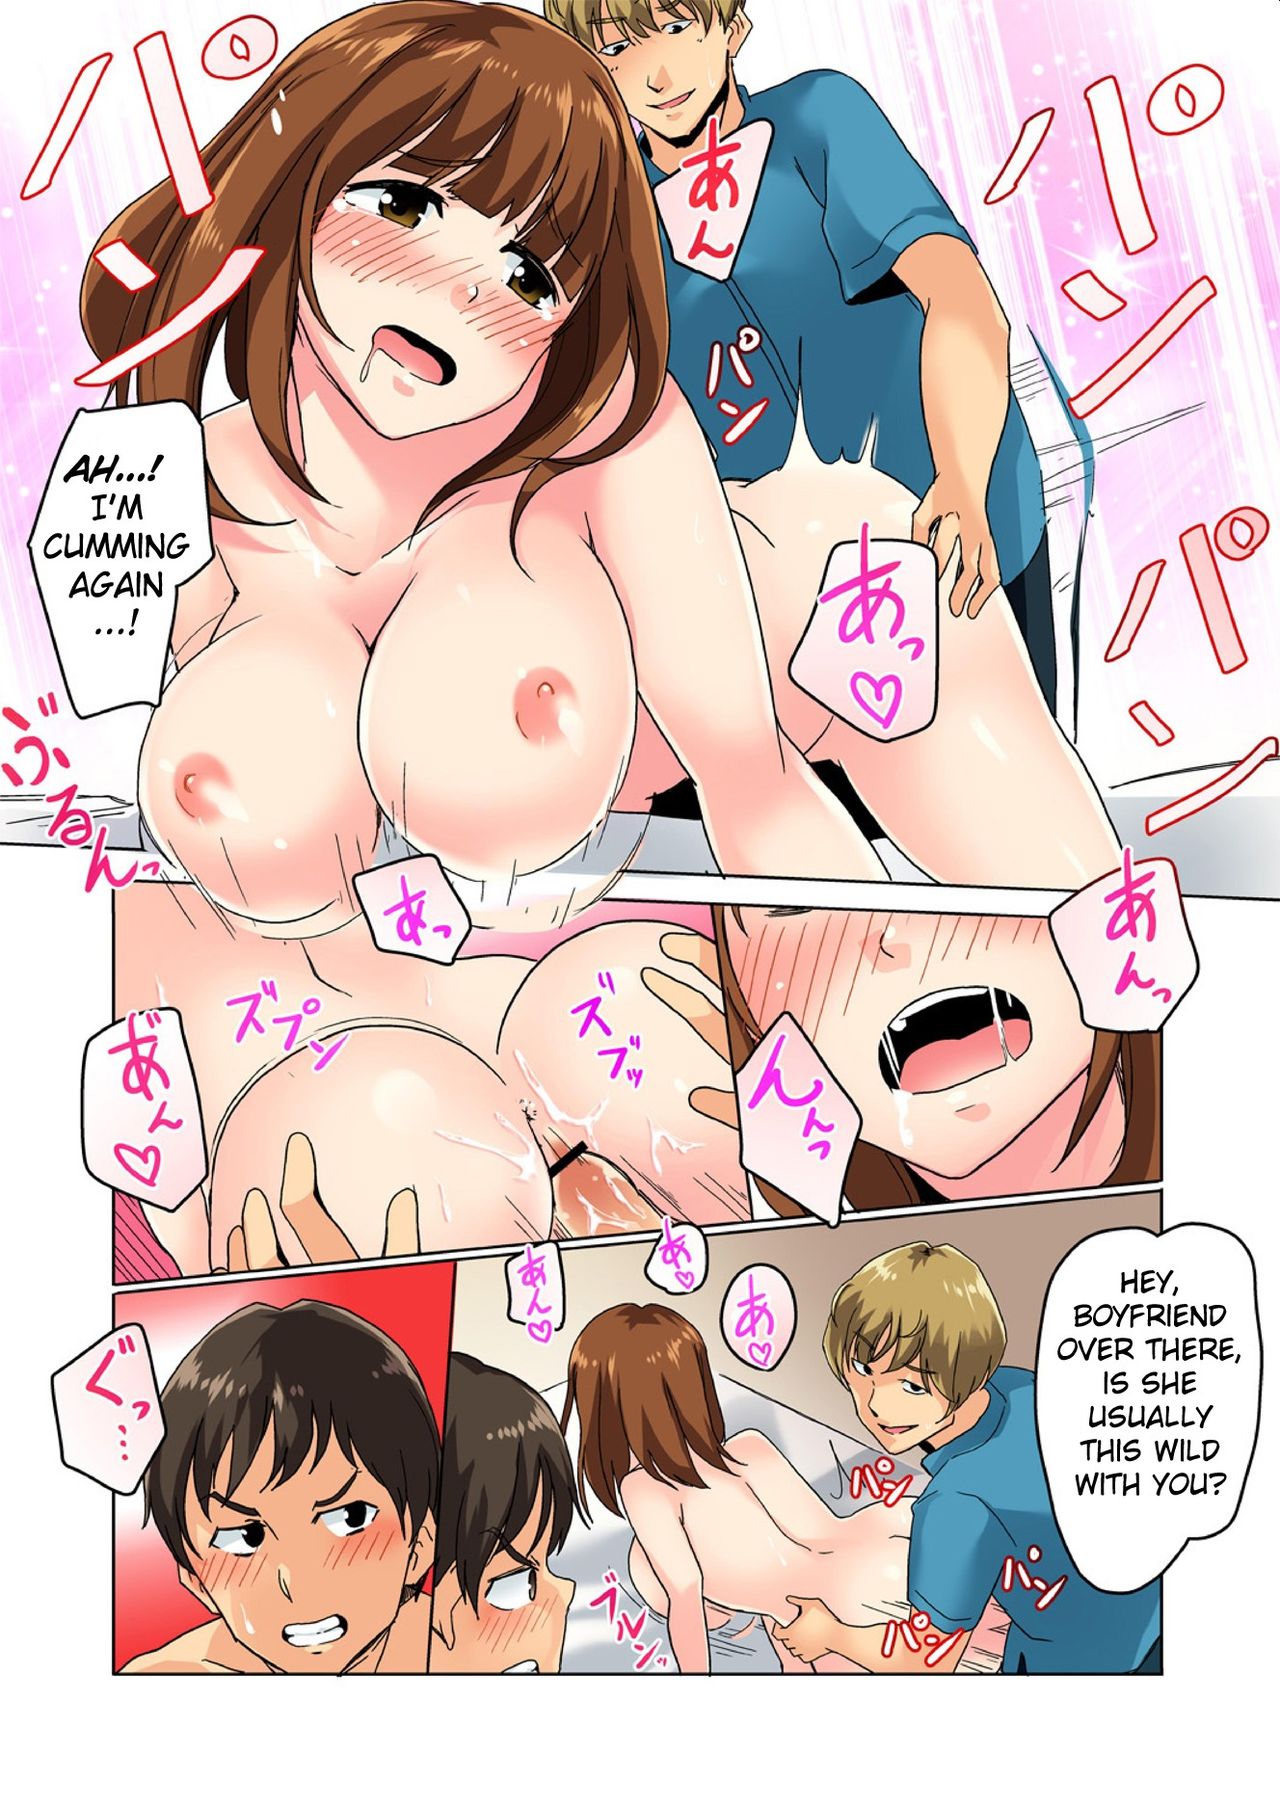 パン
パン
パン
あん
パン
AH...!
I'M
CUMMING
AGAIN
...!
あっ♡
ぶるんっ
あっ
あんっ
ズプン
ズブッ
あん♡
んんっ
ぐっ…
あん♡
あ♡
あ♡
HEY,
BOYFRIEND
OVER THERE,
IS SHE
USUALLY
THIS WILD
WITH YOU?
パン
パン
パン
ブルンッ